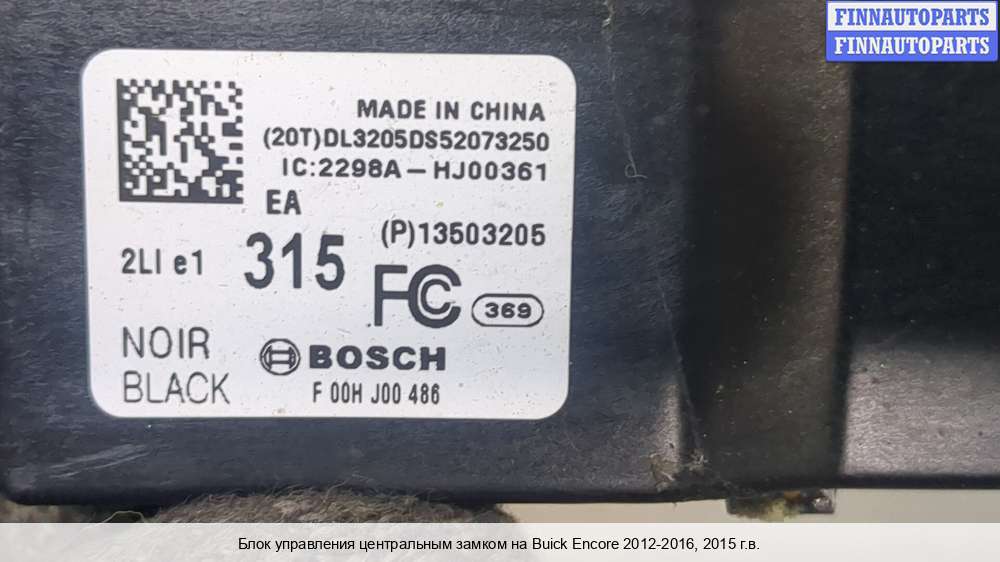 FINNAUTOPARTS
FINNAUTOPARTS
MADE IN CHINA
(20T)DL3205DS52073250
IC:2298A-HJ00361
EA
(P)13503205
2LI e1
315
FC
369
NOIR
BLACK
BOSCH
F 00H J00 486
Блок управления центральным замком на Buick Encore 2012-2016, 2015 г.в.